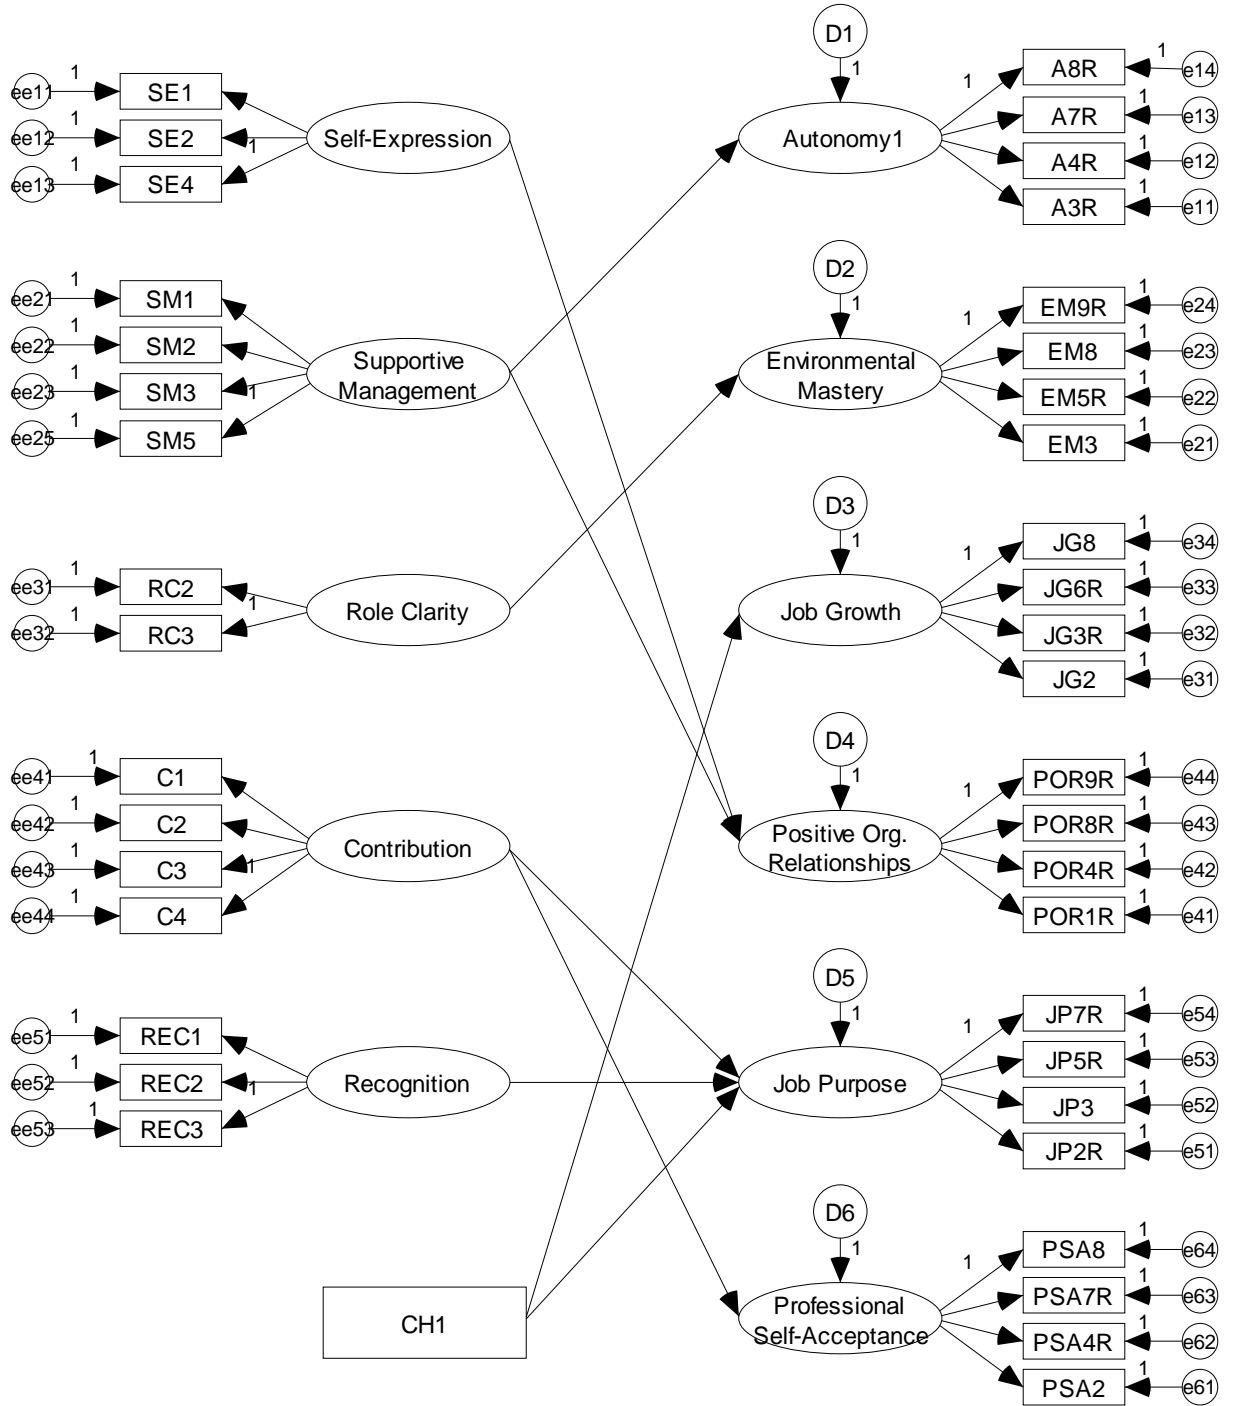 D1
1
ee11
1
SE1
ee12
1
SE2
ee13
1
SE4
1
Self-Expression
Autonomy1
1
A8R
1
e14
A7R
1
e13
A4R
1
e12
A3R
1
e11
D2
1
ee21
1
SM1
ee22
1
SM2
ee23
1
SM3
ee25
1
SM5
1
Supportive
Management
Environmental
Mastery
1
EM9R
1
e24
EM8
1
e23
EM5R
1
e22
EM3
1
e21
D3
1
ee31
1
RC2
ee32
1
RC3
1
Role Clarity
Job Growth
1
JG8
1
e34
JG6R
1
e33
JG3R
1
e32
JG2
1
e31
D4
1
ee41
1
C1
ee42
1
C2
ee43
1
C3
ee44
1
C4
1
Contribution
Positive Org.
Relationships
1
POR9R
1
e44
POR8R
1
e43
POR4R
1
e42
POR1R
1
e41
D5
1
ee51
1
REC1
ee52
1
REC2
ee53
1
REC3
1
Recognition
Job Purpose
1
JP7R
1
e54
JP5R
1
e53
JP3
1
e52
JP2R
1
e51
D6
1
CH1
Professional
Self-Acceptance
1
PSA8
1
e64
PSA7R
1
e63
PSA4R
1
e62
PSA2
1
e61